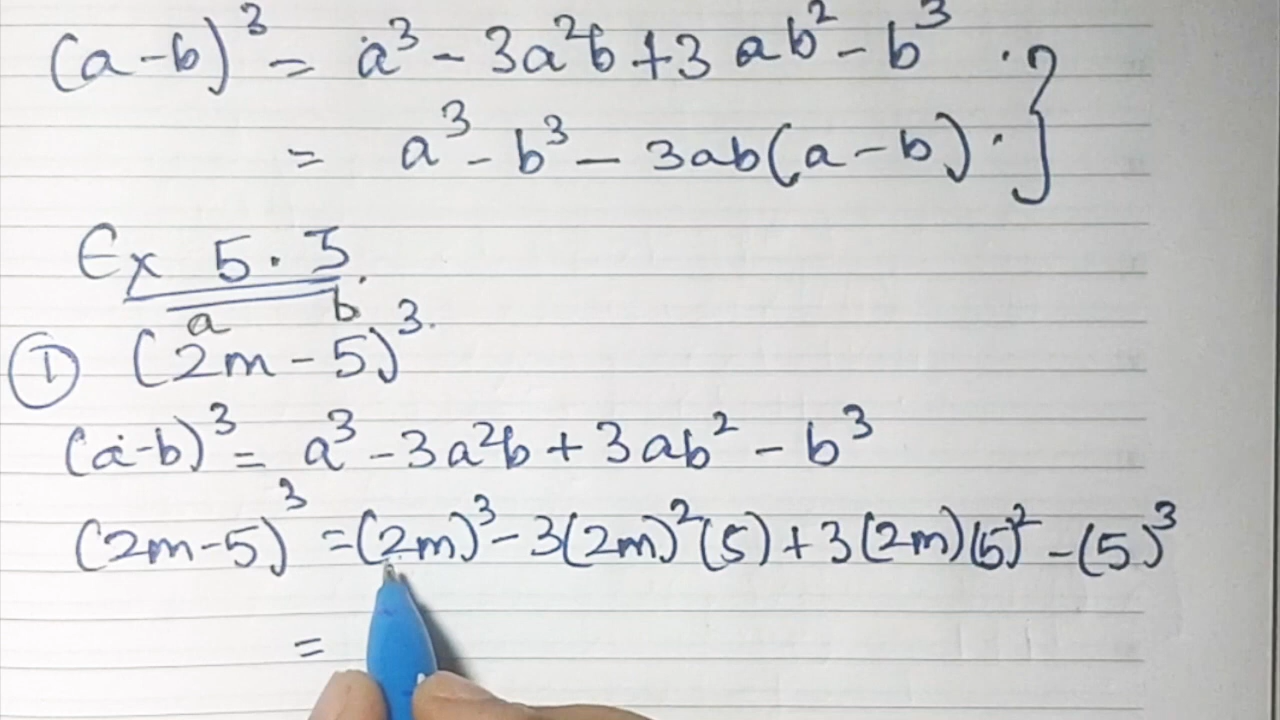 (a-b)³ = a³ - 3a²b + 3ab² - b³
= a³ - b³ - 3ab(a-b)
Ex 5.3
a b
① (2m-5)³
(a-b)³ = a³ - 3a²b + 3ab² - b³
(2m-5)³ = (2m)³ - 3(2m)²(5) + 3(2m)(5)² - (5)³
=